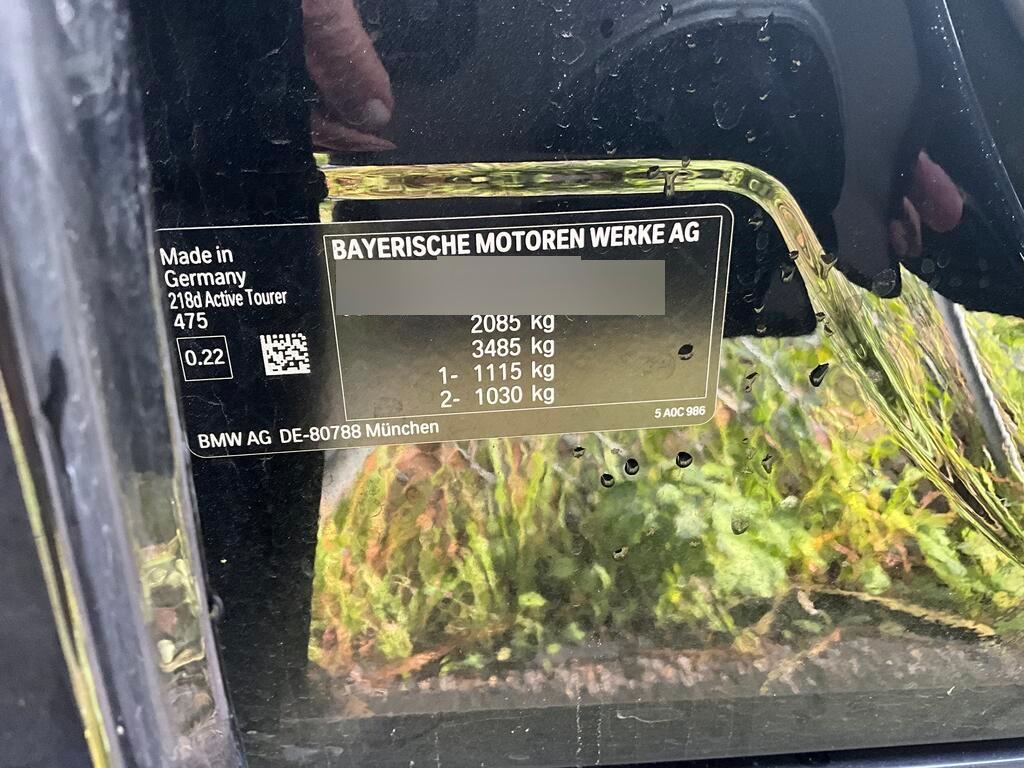 Made in
Germany
218d Active Tourer
475
0.22
BAYERISCHE MOTOREN WERKE AG
2085 kg
3485 kg
1- 1115 kg
2- 1030 kg
BMW AG DE-80788 München
5 A0C 986